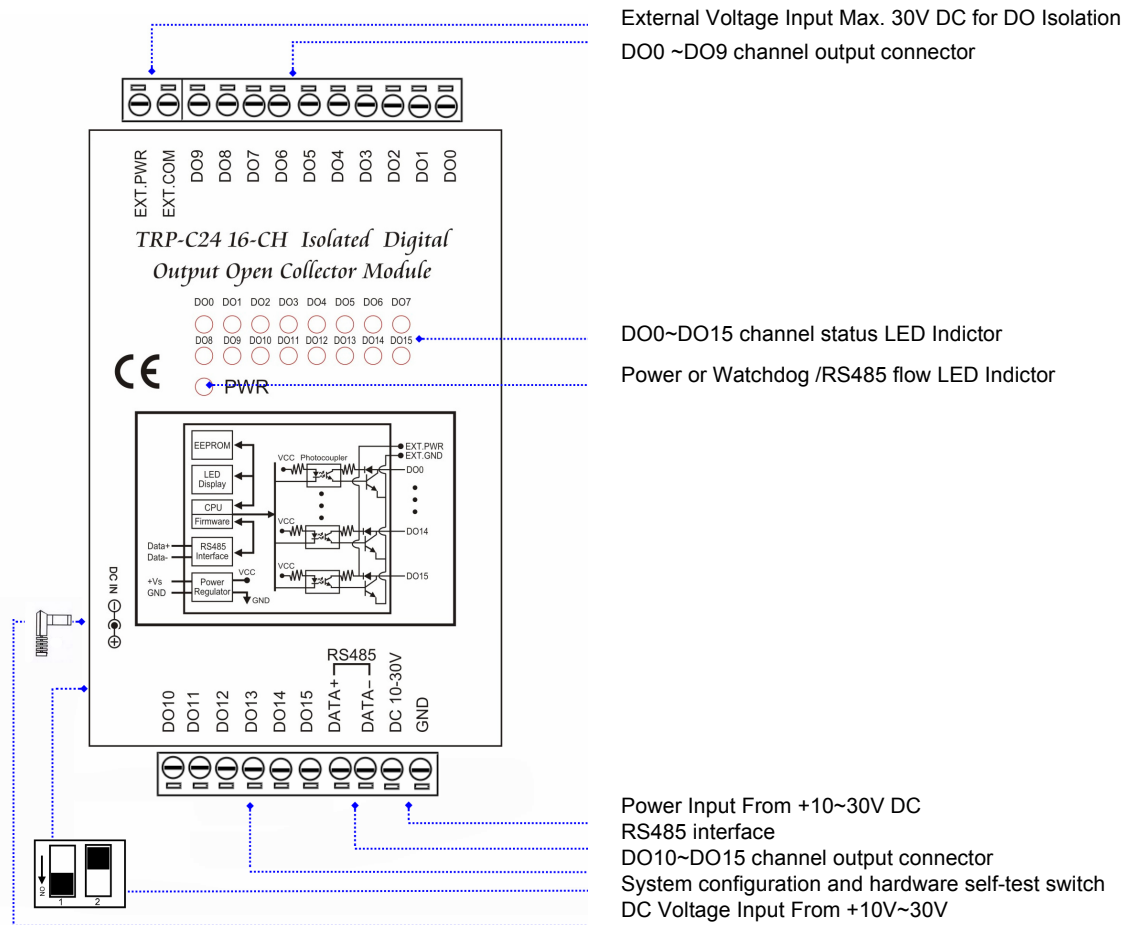 External Voltage Input Max. 30V DC for DO Isolation
DO0 ~DO9 channel output connector
EXT.PWR
EXT.COM
DO9
DO8
DO7
DO6
DO5
DO4
DO3
DO2
DO1
DO0
TRP-C24 16-CH Isolated Digital
Output Open Collector Module
DO0 DO1 DO2 DO3 DO4 DO5 DO6 DO7
DO8 DO9 DO10 DO11 DO12 DO13 DO14 DO15
DO0~DO15 channel status LED Indictor
CE
PWR
Power or Watchdog /RS485 flow LED Indictor
EEPROM
LED
Display
CPU
Firmware
RS485
Interface
Power
Regulator
Data+
Data-
+Vs
GND
VCC
GND
VCC Photocoupler
EXT.PWR
EXT.GND
DO0
VCC
DO14
VCC
DO15
DC IN
RS485
DO10
DO11
DO12
DO13
DO14
DO15
DATA+
DATA−
DC 10-30V
GND
ON
1 2
Power Input From +10~30V DC
RS485 interface
DO10~DO15 channel output connector
System configuration and hardware self-test switch
DC Voltage Input From +10V~30V